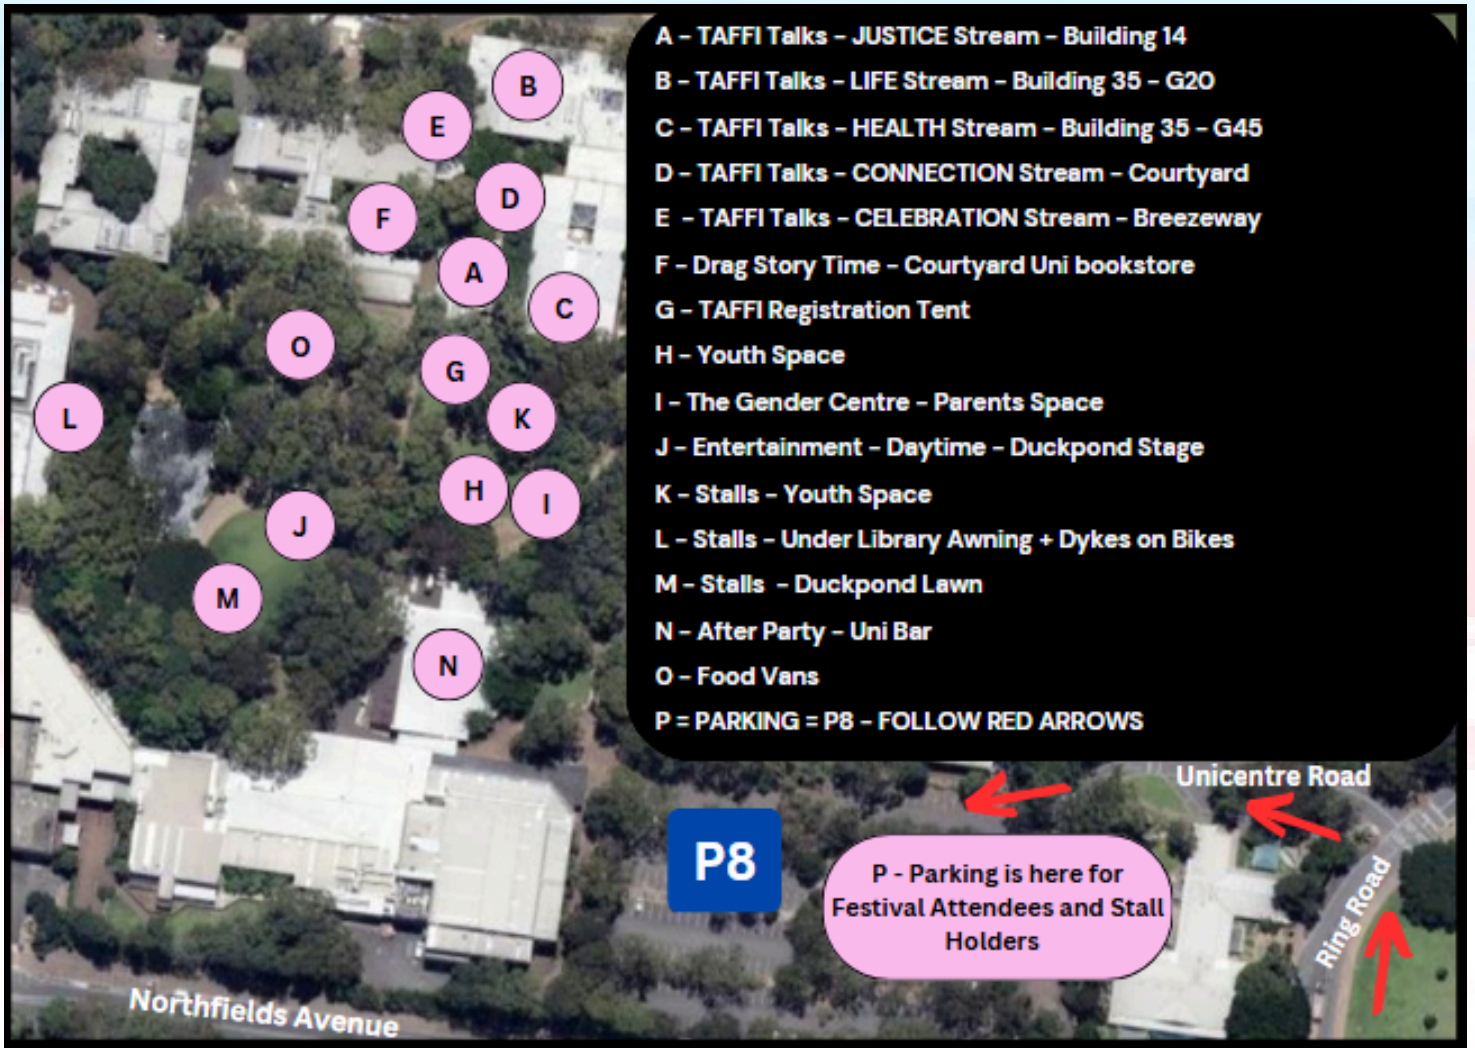 A – TAFFI Talks – JUSTICE Stream – Building 14
B – TAFFI Talks – LIFE Stream – Building 35 – G20
C – TAFFI Talks – HEALTH Stream – Building 35 – G45
D – TAFFI Talks – CONNECTION Stream – Courtyard
E  – TAFFI Talks – CELEBRATION Stream – Breezeway
F – Drag Story Time – Courtyard Uni bookstore
G – TAFFI Registration Tent
H – Youth Space
I – The Gender Centre – Parents Space
J – Entertainment – Daytime – Duckpond Stage
K – Stalls – Youth Space
L – Stalls – Under Library Awning + Dykes on Bikes
M – Stalls  – Duckpond Lawn
N – After Party – Uni Bar
O – Food Vans
P = PARKING = P8 – FOLLOW RED ARROWS
B
E
D
F
A
C
O
G
L
K
H
I
J
M
N
Unicentre Road
P8
P - Parking is here for
Festival Attendees and Stall
Holders
Ring Road
Northfields Avenue